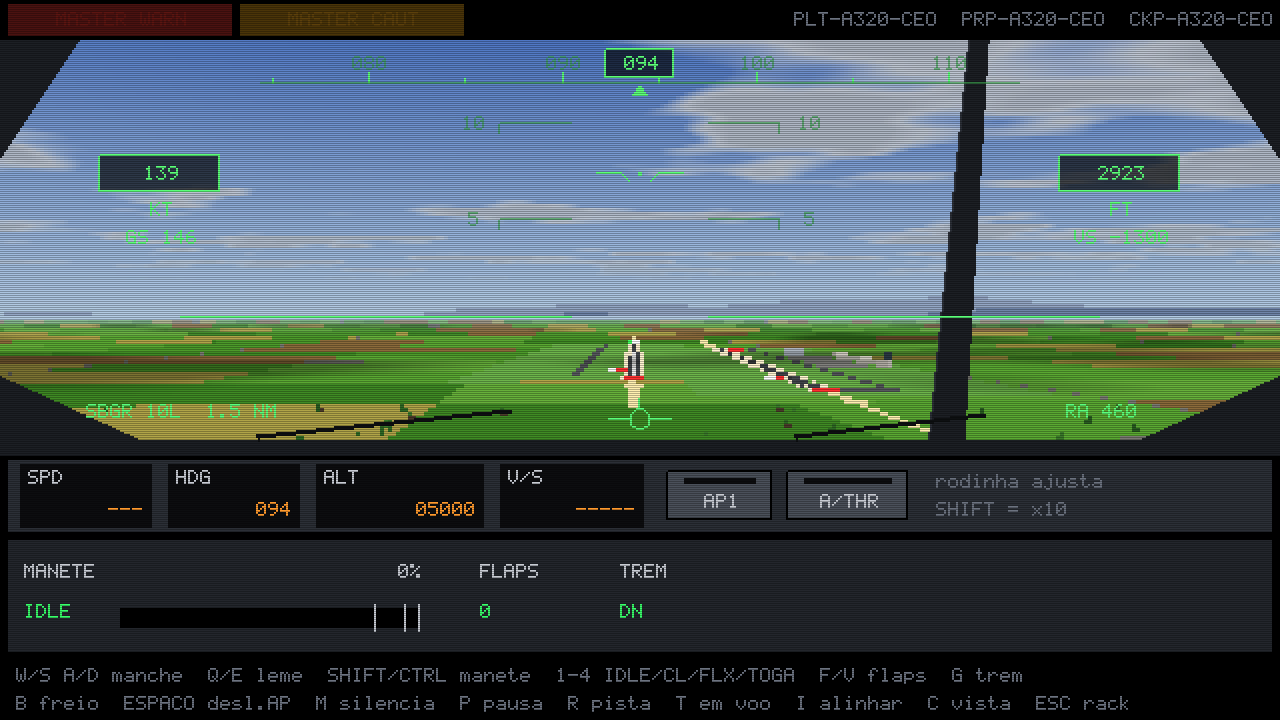 MASTER WARN MASTER CAUT PLT-A320-CEO PRP-A320-CEO CKP-A320-CEO
094 100 110
10 10
139 2923
KT FT
5 5
GS 146 VS -1300
SBGR 10L 1.5 NM RA 460
SPD HDG ALT V/S
--- 094 05000 -----
AP1 A/THR
rodinha ajusta
SHIFT = x10
MANETE 0% FLAPS TREM
IDLE 0 DN
W/S A/D manche Q/E leme SHIFT/CTRL manete 1-4 IDLE/CL/FLX/TOGA F/V flaps G trem
B freio ESPACO desl.AP M silencia P pausa R pista T em voo I alinhar C vista ESC rack